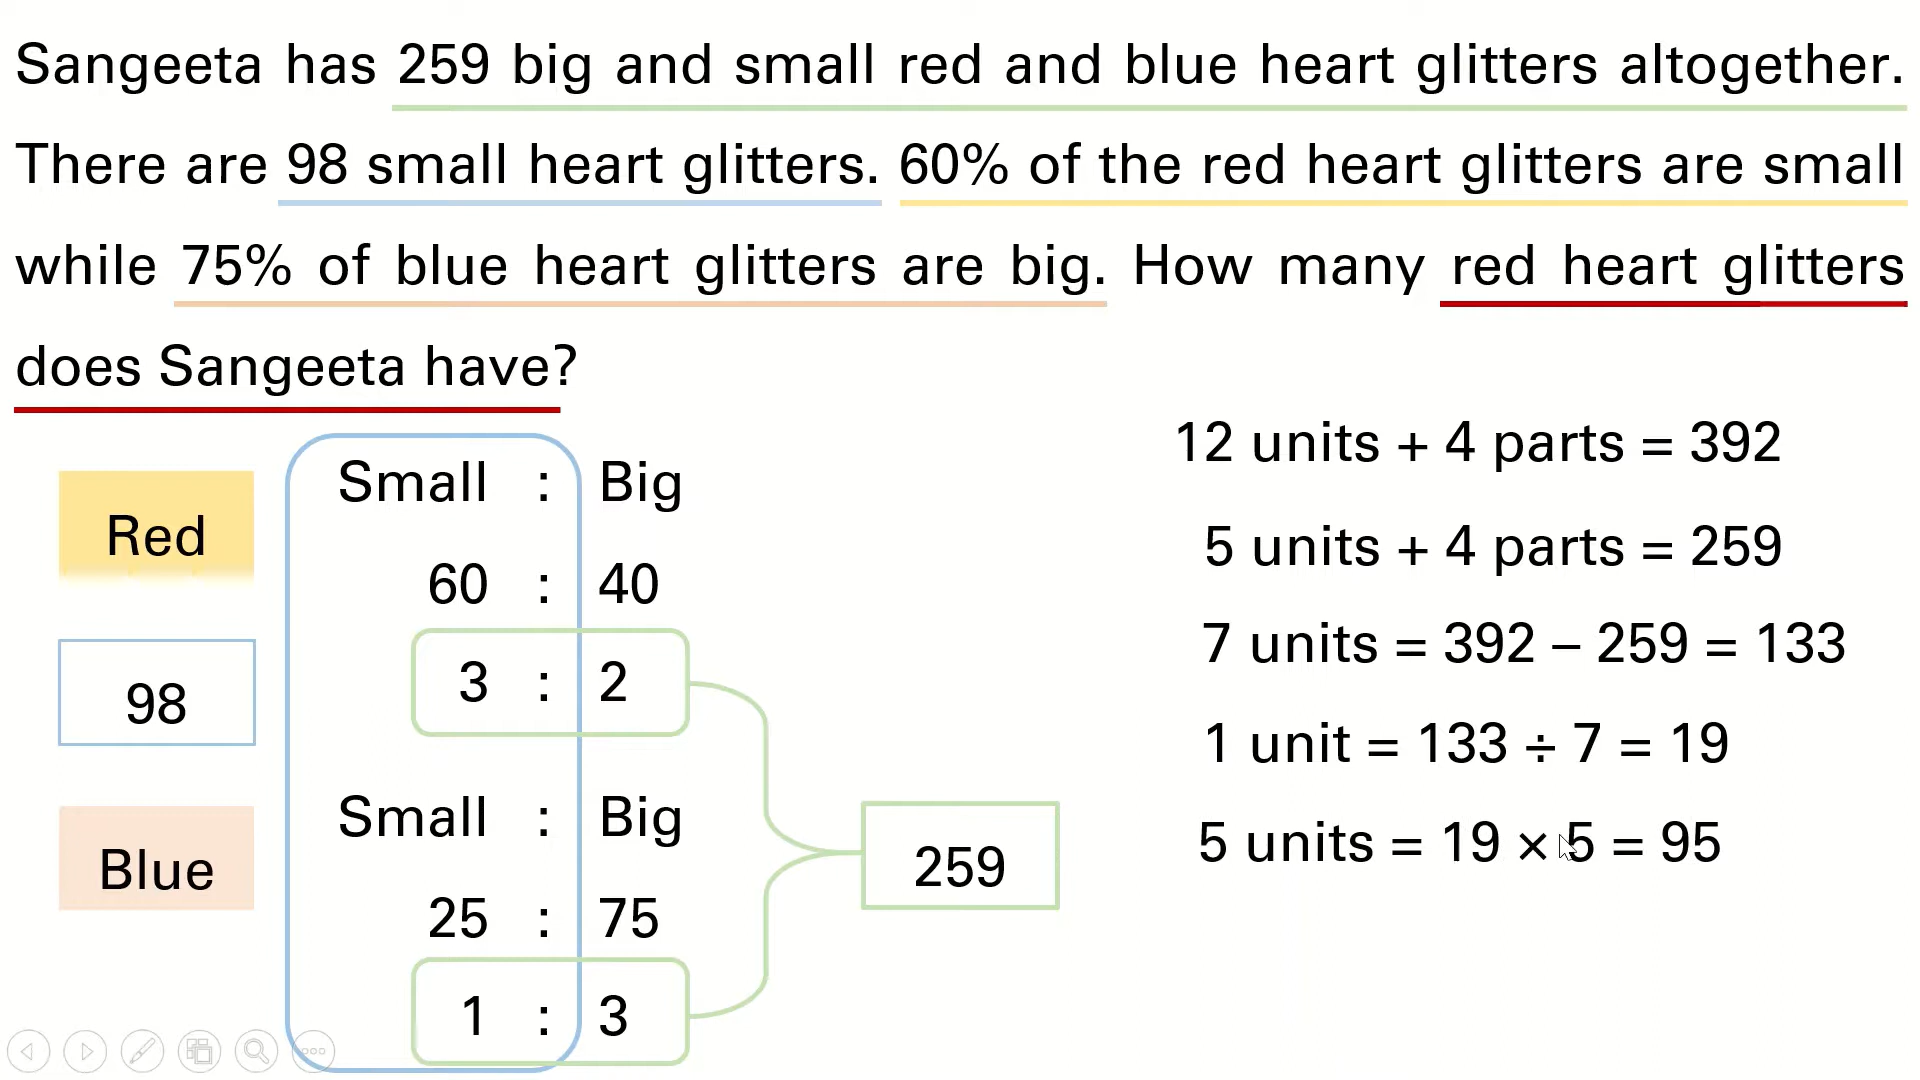 Sangeeta has 259 big and small red and blue heart glitters altogether.
There are 98 small heart glitters. 60% of the red heart glitters are small
while 75% of blue heart glitters are big. How many red heart glitters
does Sangeeta have?
Red
98
Blue
Small : Big
60 : 40
3 : 2
Small : Big
25 : 75
1 : 3
259
12 units + 4 parts = 392
5 units + 4 parts = 259
7 units = 392 – 259 = 133
1 unit = 133 ÷ 7 = 19
5 units = 19 × 5 = 95